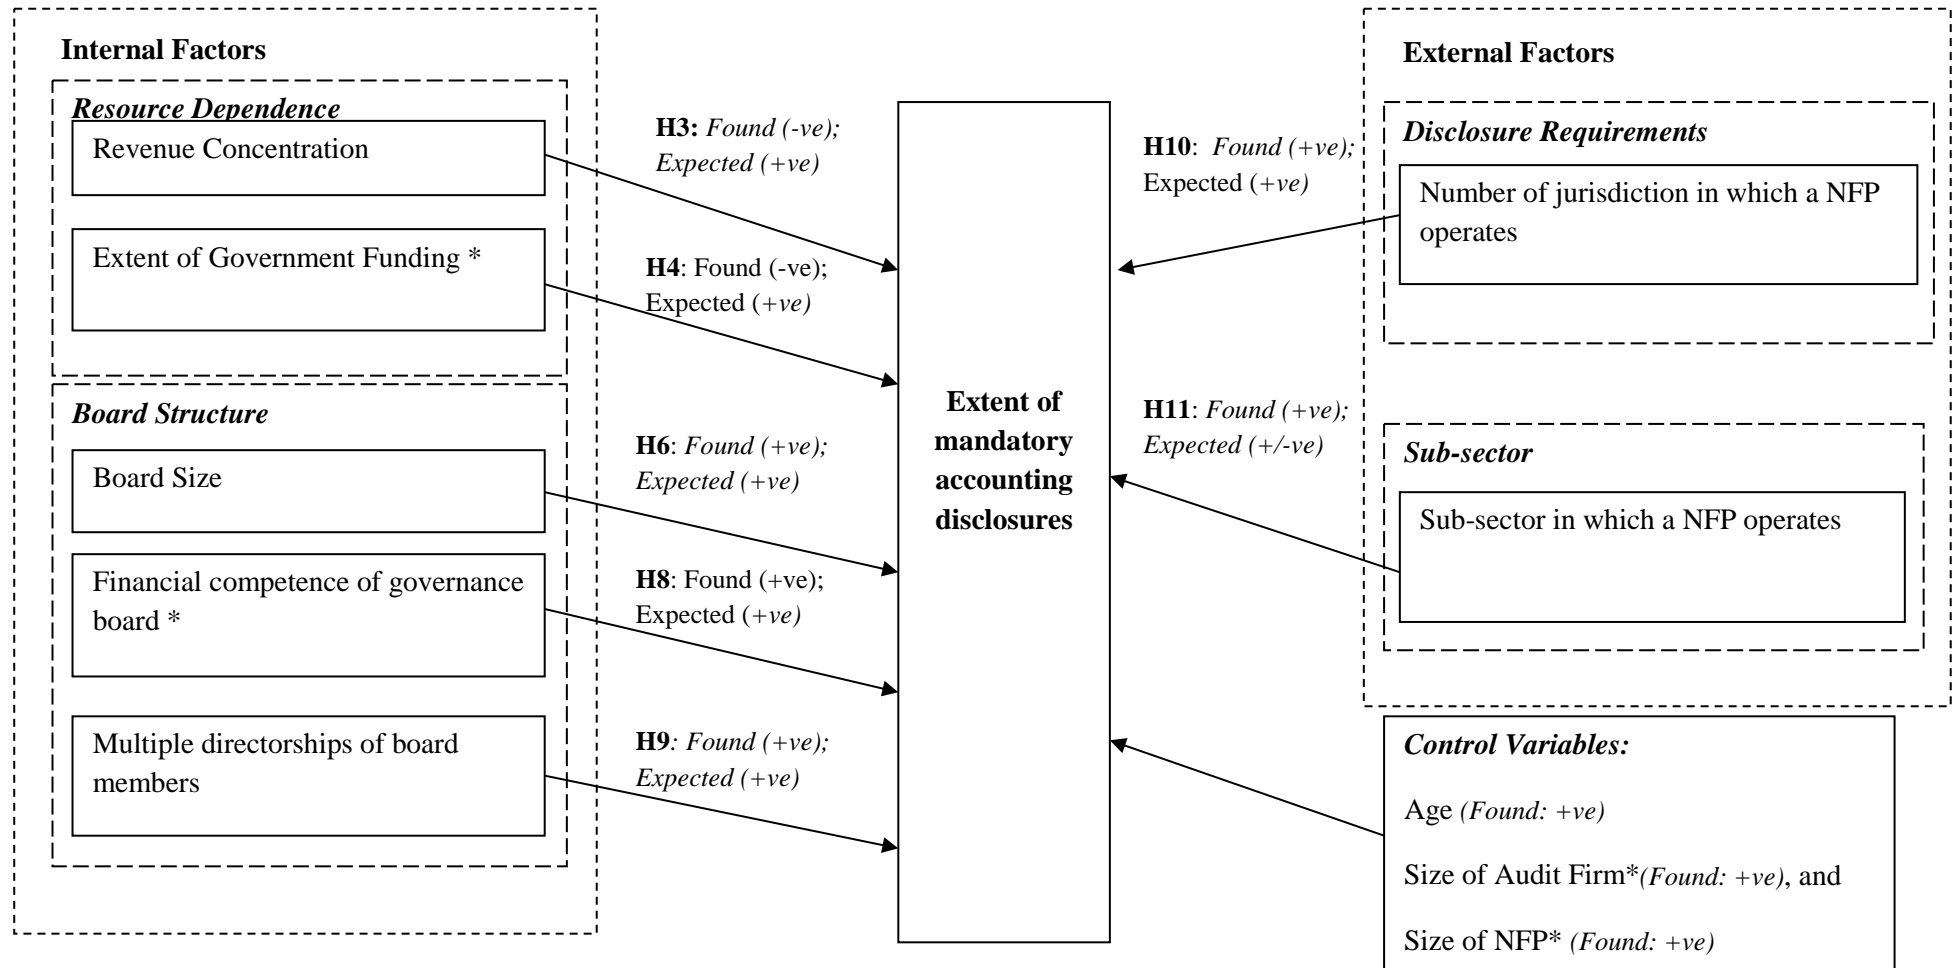 Internal Factors
Resource Dependence
Revenue Concentration
Extent of Government Funding *
Board Structure
Board Size
Financial competence of governance
board *
Multiple directorships of board
members
H3: Found (-ve);
Expected (+ve)
H4: Found (-ve);
Expected (+ve)
H6: Found (+ve);
Expected (+ve)
H8: Found (+ve);
Expected (+ve)
H9: Found (+ve);
Expected (+ve)
Extent of
mandatory
accounting
disclosures
H10:  Found (+ve);
Expected (+ve)
H11: Found (+ve);
Expected (+/-ve)
External Factors
Disclosure Requirements
Number of jurisdiction in which a NFP
operates
Sub-sector
Sub-sector in which a NFP operates
Control Variables:
Age (Found: +ve)
Size of Audit Firm*(Found: +ve), and
Size of NFP* (Found: +ve)